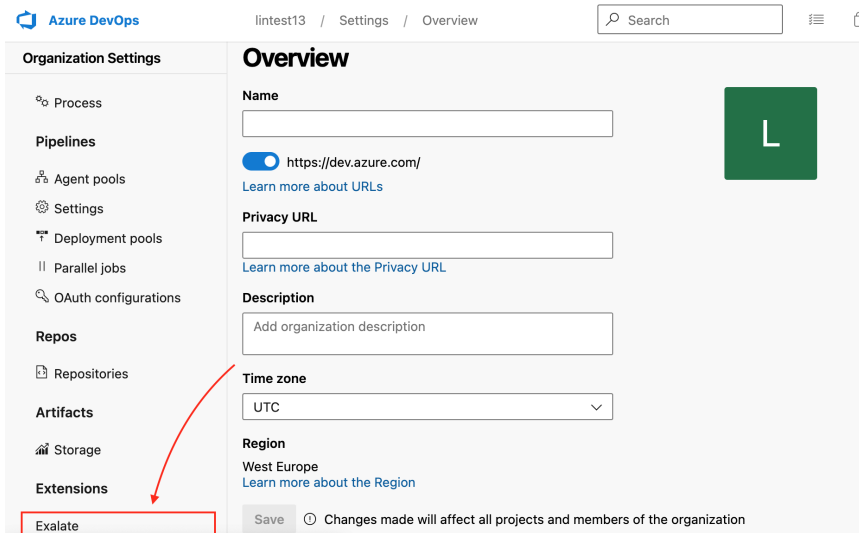 Azure DevOps
lintest13 / Settings / Overview
Search
Organization Settings
Process
Pipelines
Agent pools
Settings
Deployment pools
Parallel jobs
OAuth configurations
Repos
Repositories
Artifacts
Storage
Extensions
Exalate
Overview
Name
https://dev.azure.com/
Learn more about URLs
Privacy URL
Learn more about the Privacy URL
Description
Add organization description
Time zone
UTC
Region
West Europe
Learn more about the Region
Save
Changes made will affect all projects and members of the organization
L